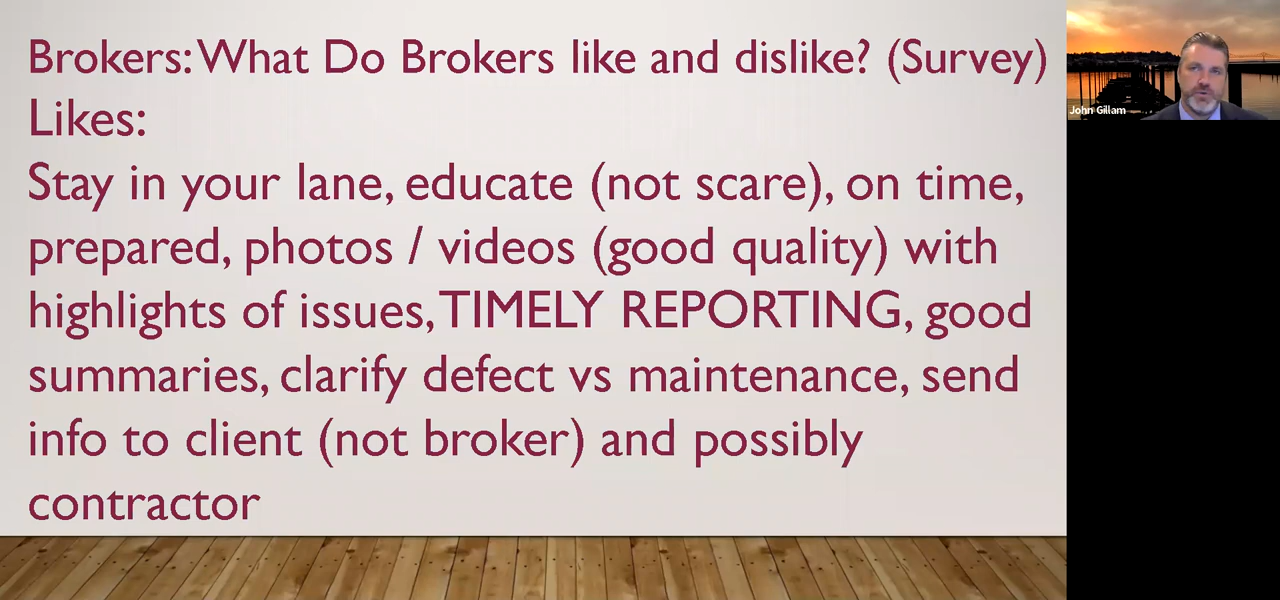 Brokers: What Do Brokers like and dislike? (Survey)
Likes:
Stay in your lane, educate (not scare), on time,
prepared, photos / videos (good quality) with
highlights of issues, TIMELY REPORTING, good
summaries, clarify defect vs maintenance, send
info to client (not broker) and possibly
contractor
John Gillam